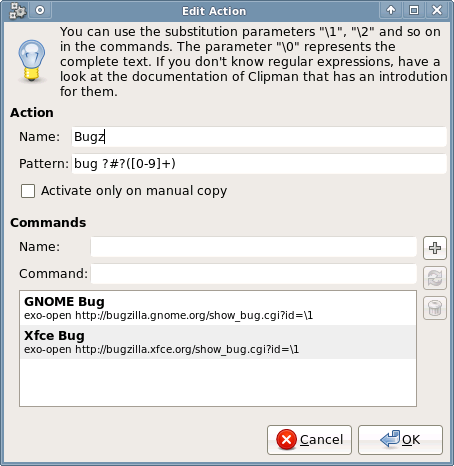 Edit Action
You can use the substitution parameters "\1", "\2" and so on
in the commands. The parameter "\0" represents the
complete text. If you don't know regular expressions, have a
look at the documentation of Clipman that has an introdution
for them.
Action
Name: Bugz
Pattern: bug ?#?([0-9]+)
Activate only on manual copy
Commands
Name:
Command:
GNOME Bug
exo-open http://bugzilla.gnome.org/show_bug.cgi?id=\1
Xfce Bug
exo-open http://bugzilla.xfce.org/show_bug.cgi?id=\1
Cancel
OK